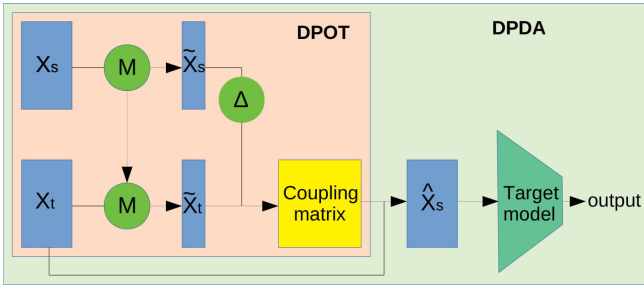 DPOT
DPDA
Xs
M
X̃s
Δ
Xt
M
X̃t
Coupling
matrix
X̂s
Target
model
output